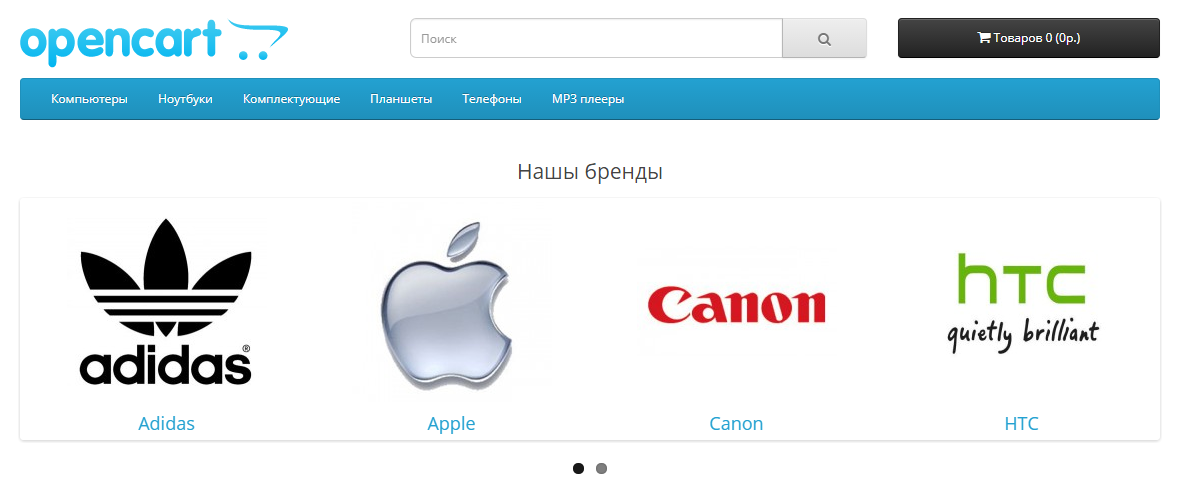 opencart
Поиск
Товаров 0 (0р.)
Компьютеры Ноутбуки Комплектующие Планшеты Телефоны MP3 плееры
Нашы бренды
adidas®
Canon
hTC
quietly brilliant
Adidas Apple Canon HTC